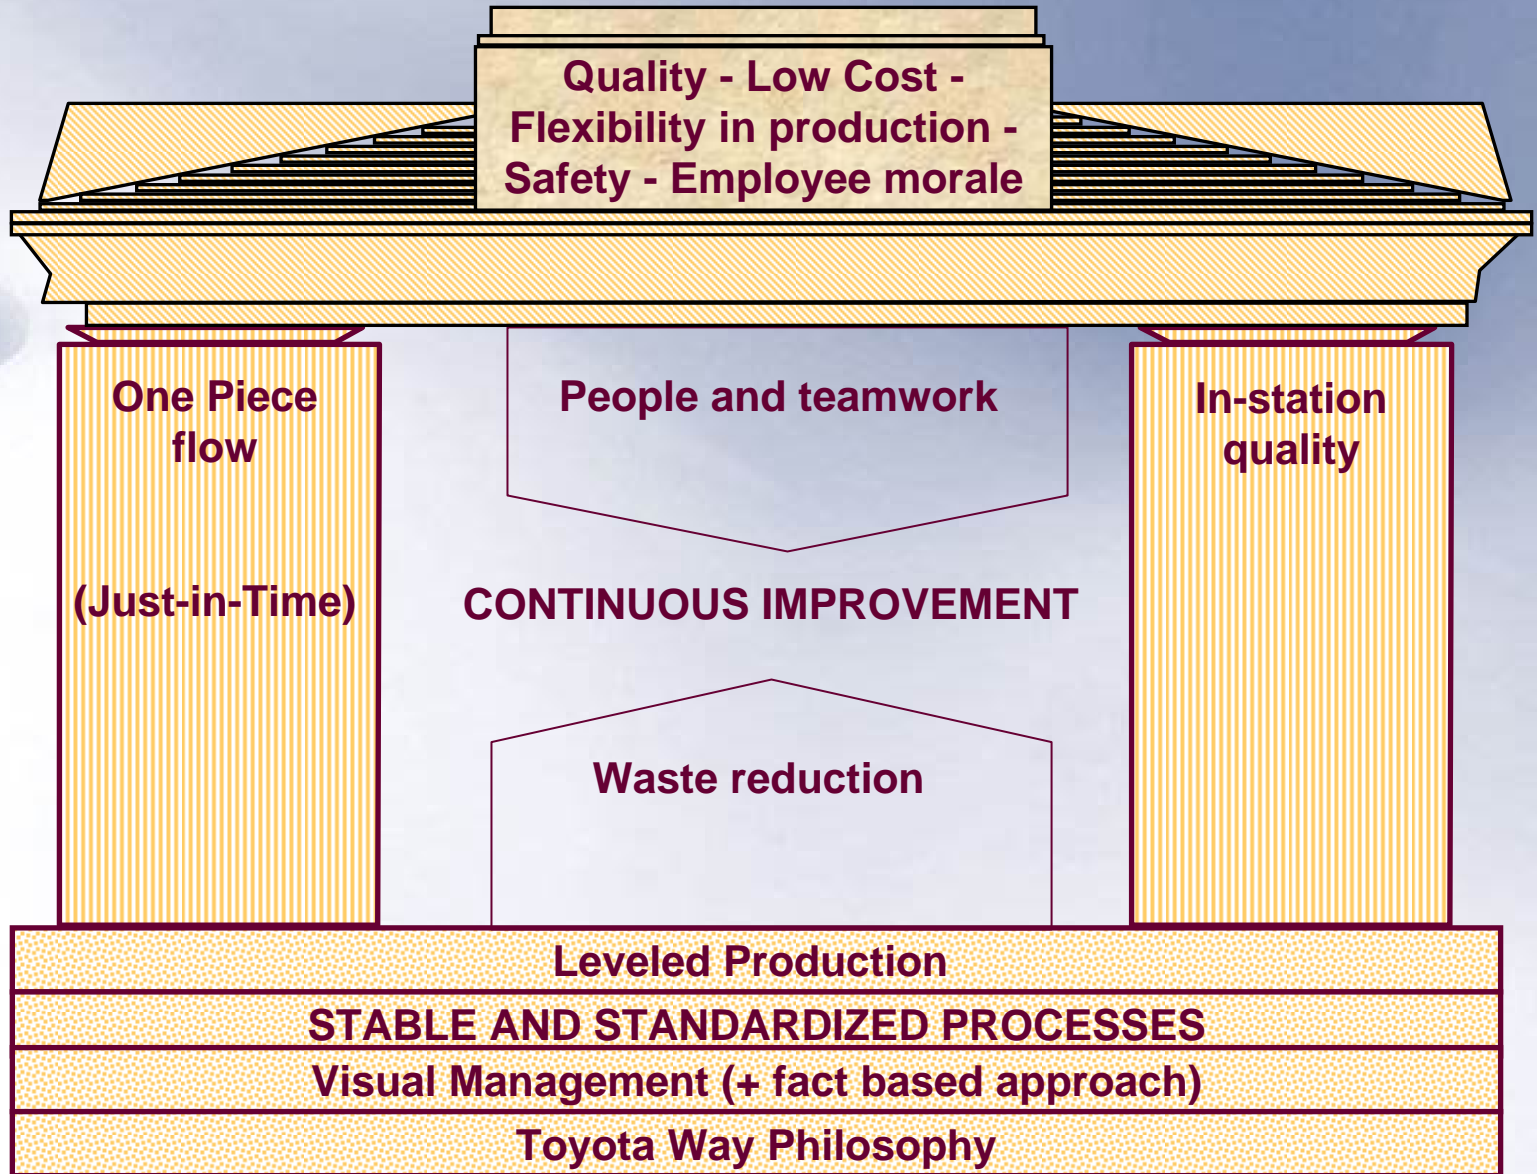 Quality - Low Cost -
Flexibility in production -
Safety - Employee morale
One Piece
flow
(Just-in-Time)
People and teamwork
CONTINUOUS IMPROVEMENT
Waste reduction
In-station
quality
Leveled Production
STABLE AND STANDARDIZED PROCESSES
Visual Management (+ fact based approach)
Toyota Way Philosophy